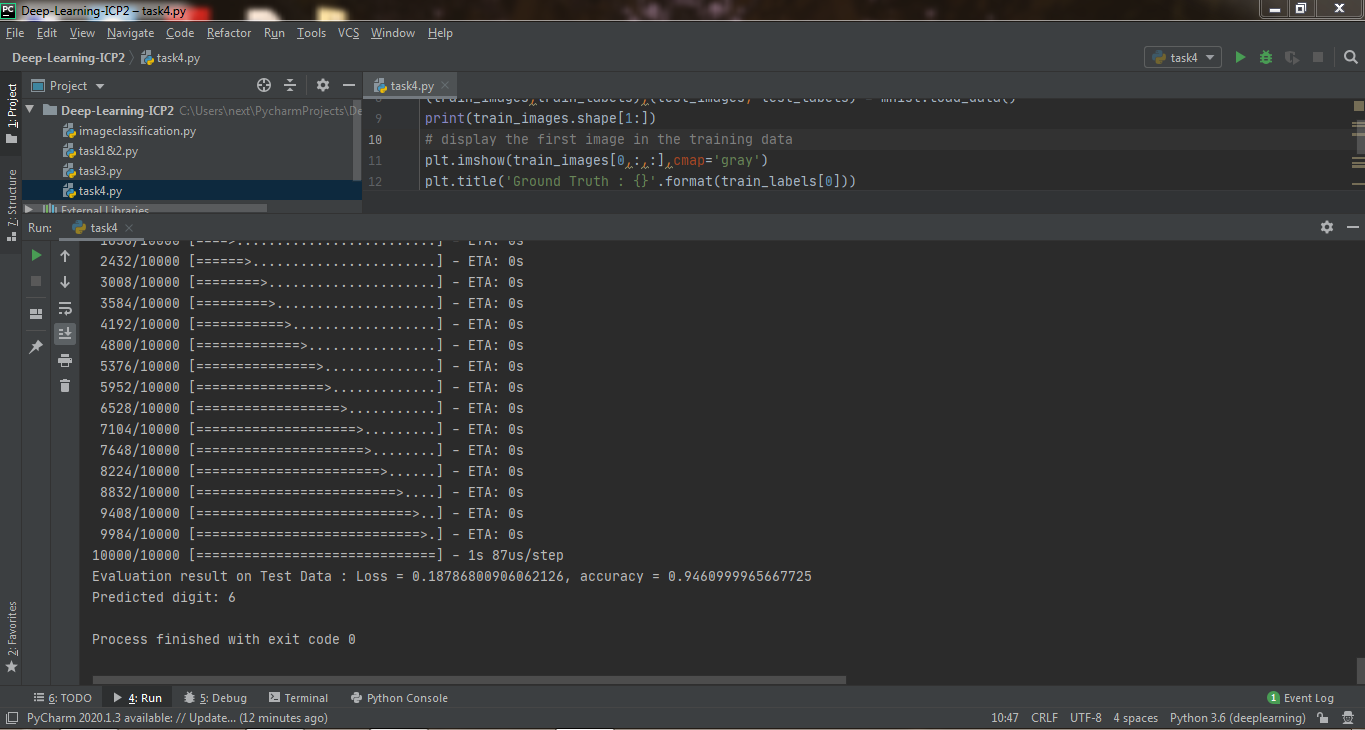 PC Deep-Learning-ICP2 – task4.py
File Edit View Navigate Code Refactor Run Tools VCS Window Help
Deep-Learning-ICP2 task4.py task4
1: Project
7: Structure
2: Favorites
Project
Deep-Learning-ICP2 C:\Users\next\PycharmProjects\De
imageclassification.py
task1&2.py
task3.py
task4.py
External Libraries
task4.py
(train_images,train_labels),(test_images, test_labels) = mnist.load_data()
9 print(train_images.shape[1:])
10 # display the first image in the training data
11 plt.imshow(train_images[0,:,:],cmap='gray')
12 plt.title('Ground Truth : {}'.format(train_labels[0]))
Run: task4
[====>.........................] - ETA: 0s
2432/10000 [======>.......................] - ETA: 0s
3008/10000 [========>.....................] - ETA: 0s
3584/10000 [=========>....................] - ETA: 0s
4192/10000 [===========>..................] - ETA: 0s
4800/10000 [=============>................] - ETA: 0s
5376/10000 [===============>..............] - ETA: 0s
5952/10000 [================>.............] - ETA: 0s
6528/10000 [==================>...........] - ETA: 0s
7104/10000 [====================>.........] - ETA: 0s
7648/10000 [=====================>........] - ETA: 0s
8224/10000 [=======================>......] - ETA: 0s
8832/10000 [=========================>....] - ETA: 0s
9408/10000 [===========================>..] - ETA: 0s
9984/10000 [============================>.] - ETA: 0s
10000/10000 [==============================] - 1s 87us/step
Evaluation result on Test Data : Loss = 0.18786800906062126, accuracy = 0.9460999965667725
Predicted digit: 6
Process finished with exit code 0
6: TODO 4: Run 5: Debug Terminal Python Console 1 Event Log
PyCharm 2020.1.3 available: // Update... (12 minutes ago) 10:47 CRLF UTF-8 4 spaces Python 3.6 (deeplearning)